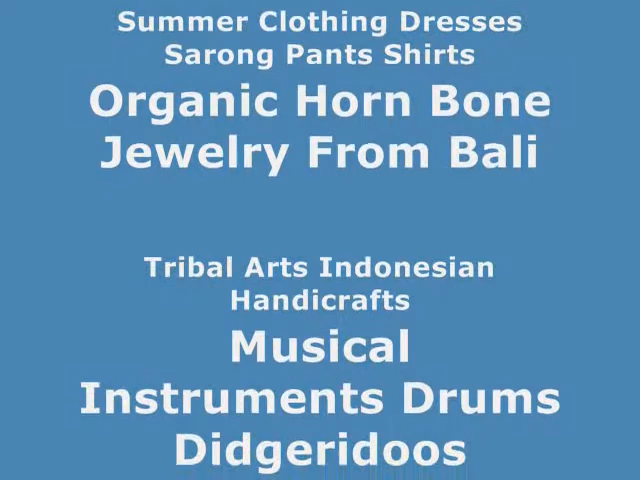 Summer Clothing Dresses
Sarong Pants Shirts
Organic Horn Bone
Jewelry From Bali
Tribal Arts Indonesian
Handicrafts
Musical
Instruments Drums
Didgeridoos